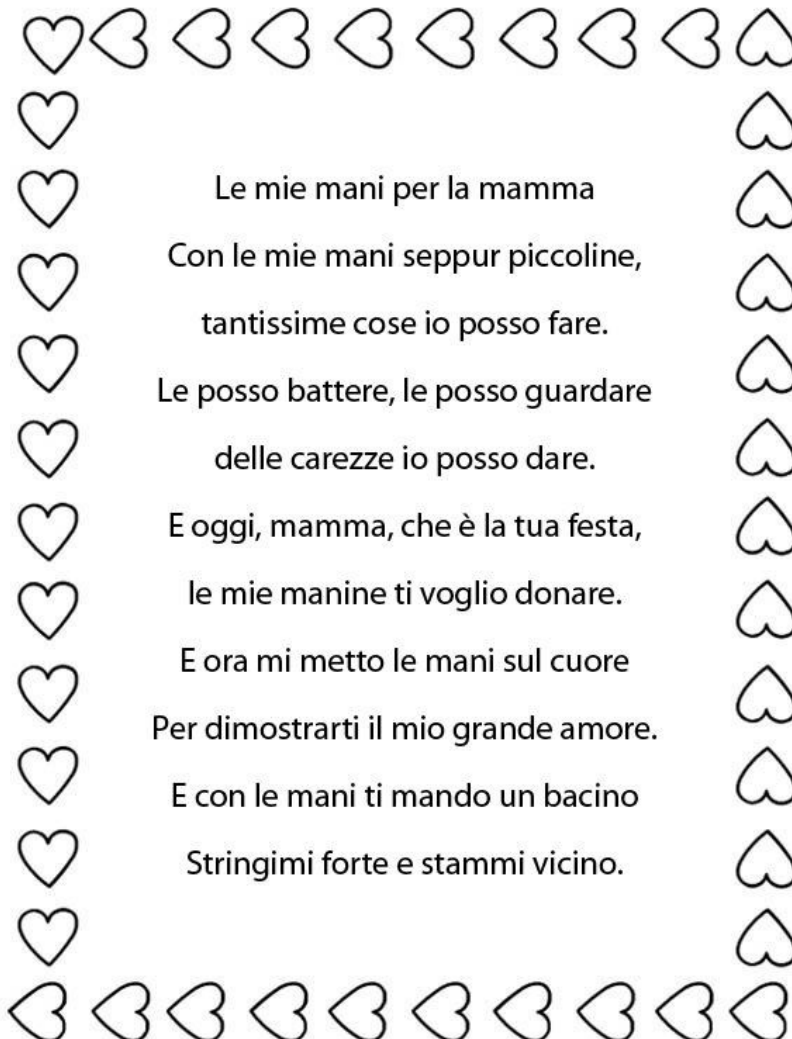 Le mie mani per la mamma
Con le mie mani seppur piccoline,
tantissime cose io posso fare.
Le posso battere, le posso guardare
delle carezze io posso dare.
E oggi, mamma, che è la tua festa,
le mie manine ti voglio donare.
E ora mi metto le mani sul cuore
Per dimostrarti il mio grande amore.
E con le mani ti mando un bacino
Stringimi forte e stammi vicino.